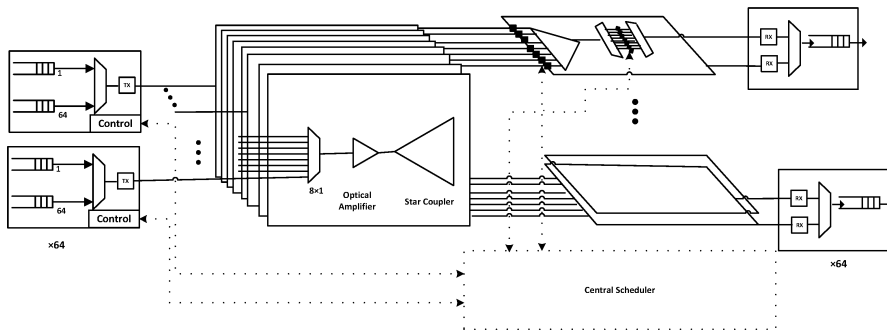 1
64
TX
Control
1
64
TX
Control
×64
8×1
Optical
Amplifier
Star Coupler
RX
RX
RX
RX
×64
Central Scheduler